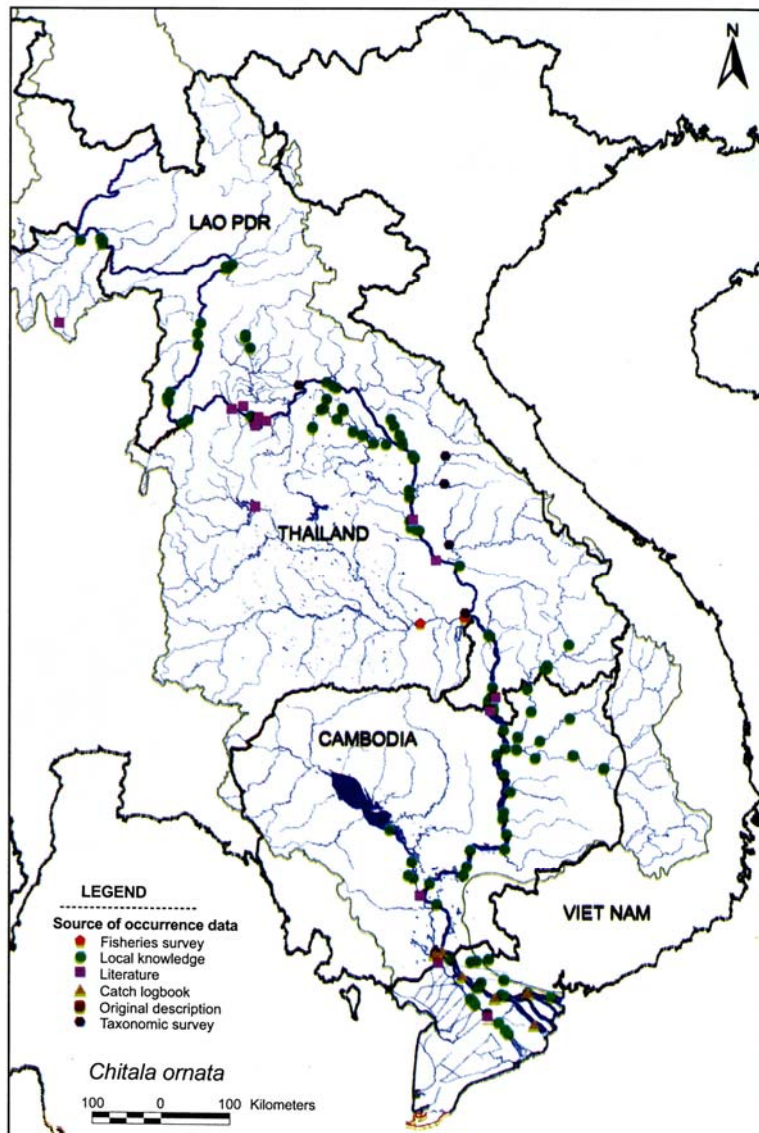 N
LAO PDR
THAILAND
CAMBODIA
VIET NAM
LEGEND
Source of occurrence data
Fisheries survey
Local knowledge
Literature
Catch logbook
Original description
Taxonomic survey
Chitala ornata
100 0 100 Kilometers